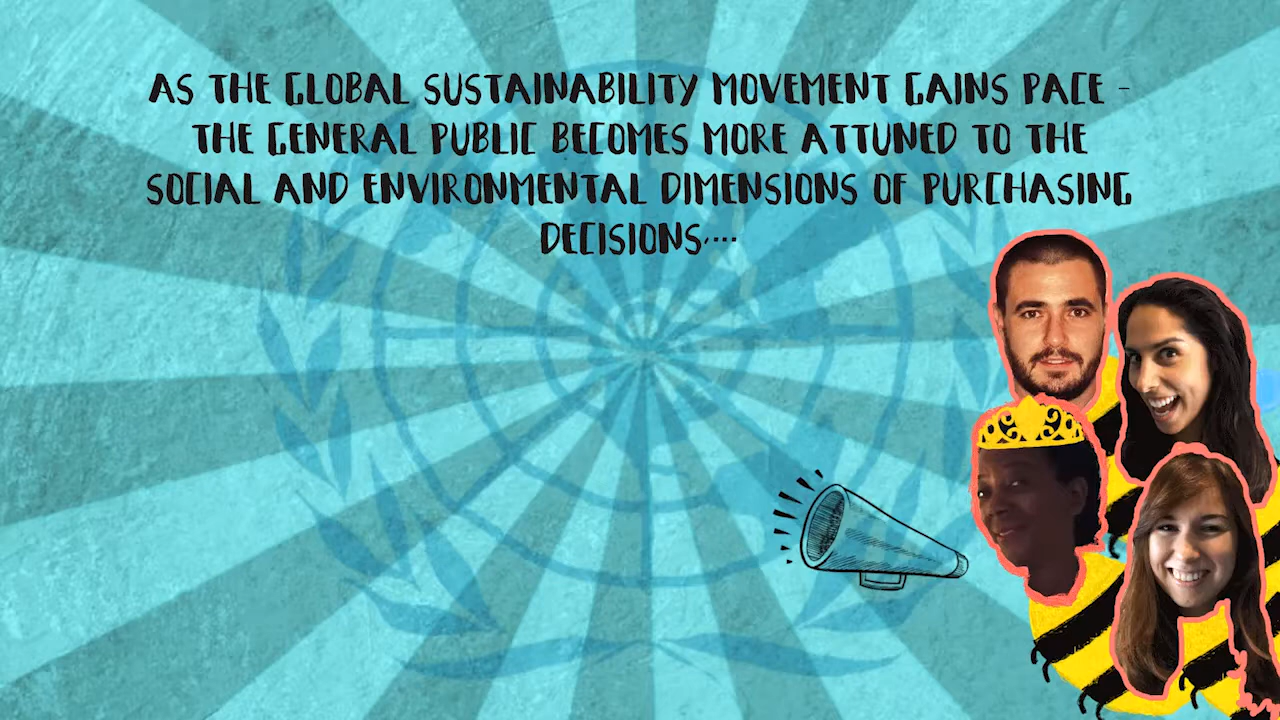 AS THE GLOBAL SUSTAINABILITY MOVEMENT GAINS PACE -
THE GENERAL PUBLIC BECOMES MORE ATTUNED TO THE
SOCIAL AND ENVIRONMENTAL DIMENSIONS OF PURCHASING
DECISIONS....